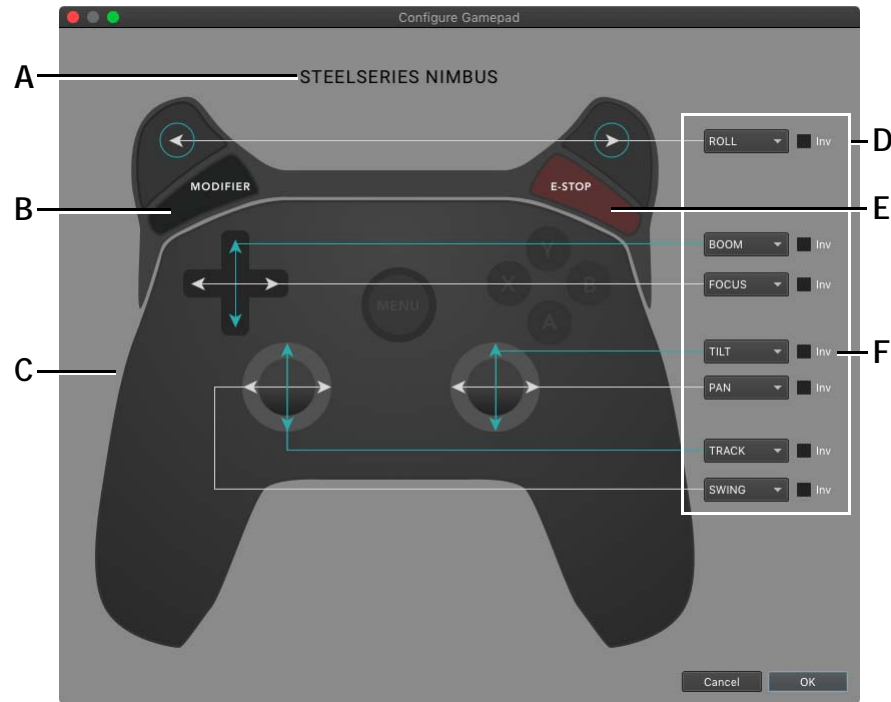 Configure Gamepad
A
STEELSERIES NIMBUS
ROLL Inv
D
MODIFIER
E-STOP
B
E
BOOM Inv
Y
FOCUS Inv
X
B
MENU
A
TILT Inv
F
C
PAN Inv
TRACK Inv
SWING Inv
Cancel
OK